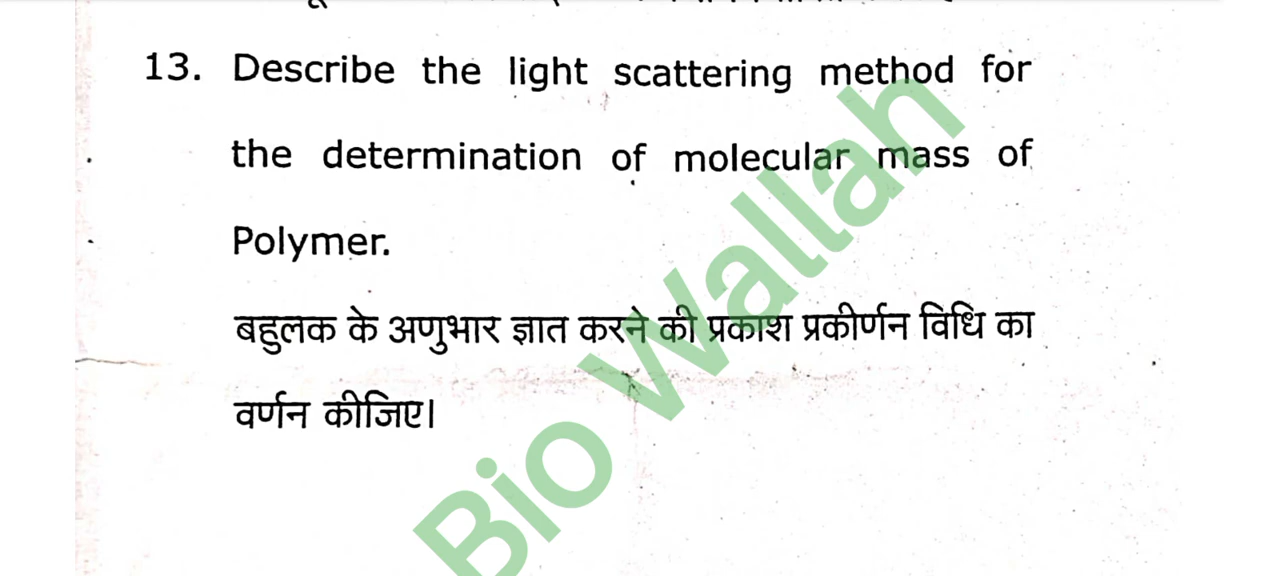 13. Describe the light scattering method for
the determination of molecular mass of
Polymer.
बहुलक के अणुभार ज्ञात करने की प्रकाश प्रकीर्णन विधि का
वर्णन कीजिए।
Bio Wallah